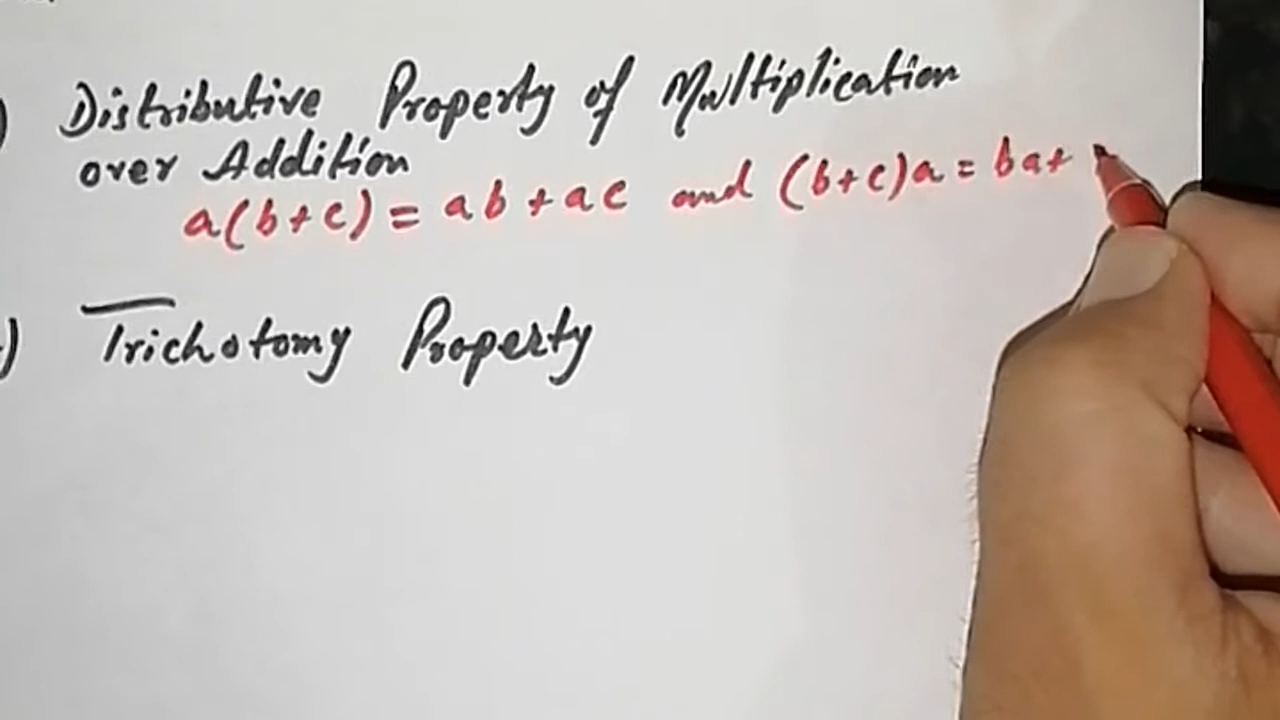 ) Distributive Property of Multiplication
over Addition
a(b+c) = ab+ac and (b+c)a = ba+
) Trichotomy Property